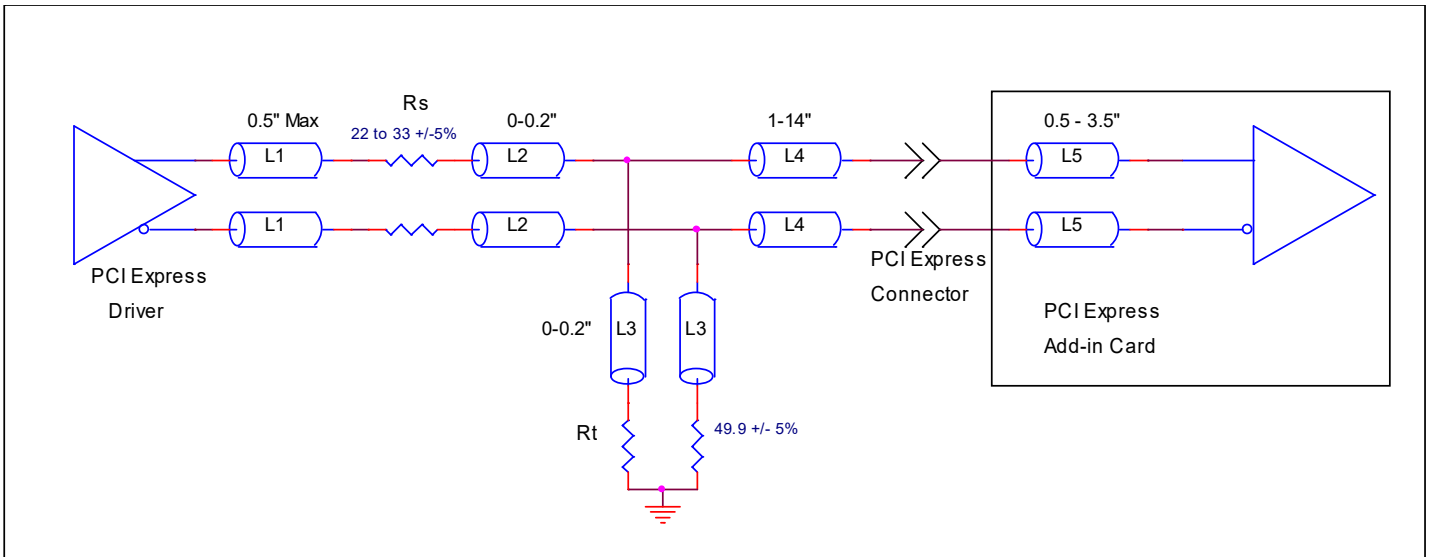 Rs
0.5" Max
22 to 33 +/-5%
0-0.2"
1-14"
0.5 - 3.5"
L1
L2
L4
L5
L1
L2
L4
L5
PCI Express
Driver
PCI Express
Connector
0-0.2"
L3
L3
PCI Express
Add-in Card
Rt
49.9 +/- 5%